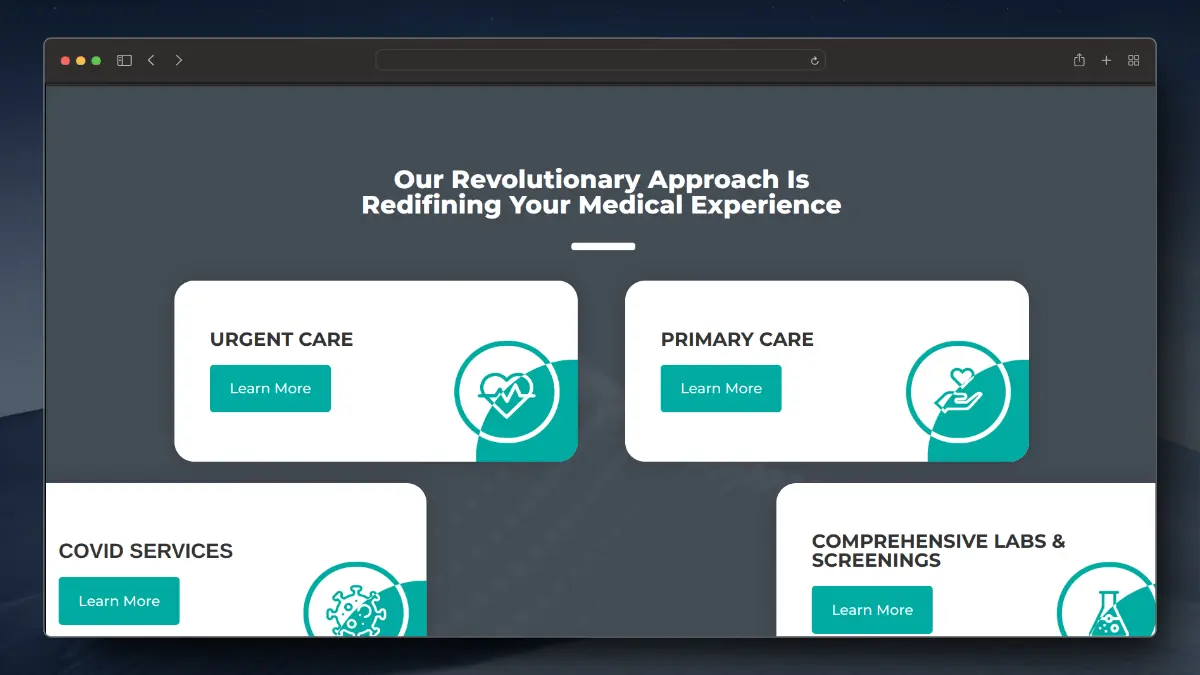 Our Revolutionary Approach Is
Redifining Your Medical Experience
URGENT CARE
Learn More
PRIMARY CARE
Learn More
COVID SERVICES
Learn More
COMPREHENSIVE LABS &
SCREENINGS
Learn More